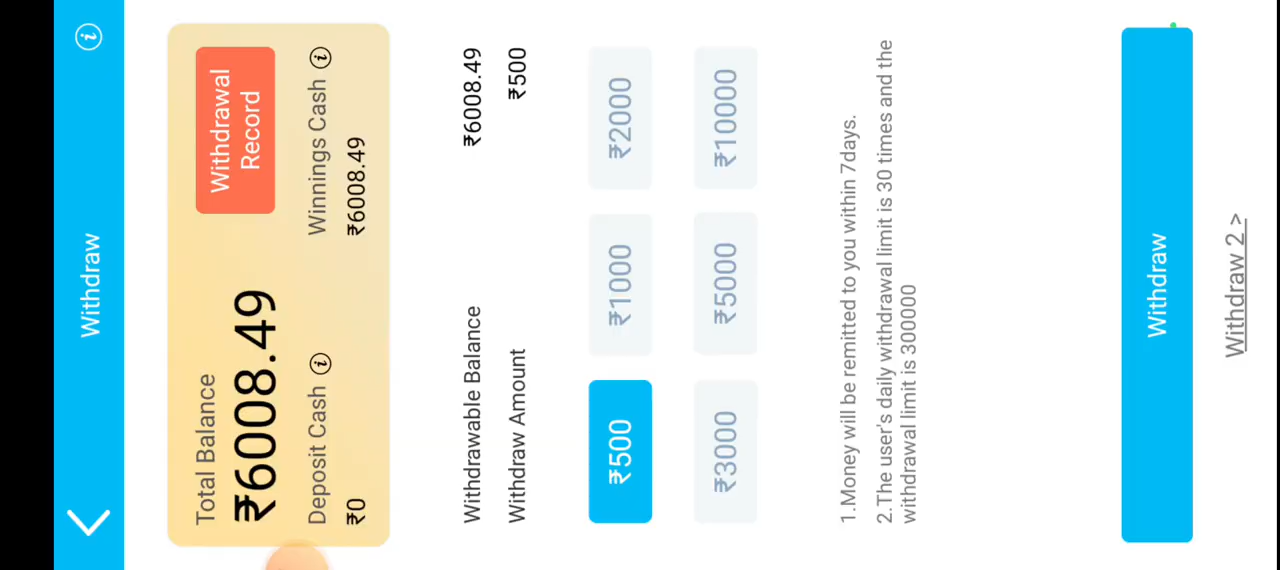 Withdraw
Total Balance
Withdrawal
Record
₹6008.49
Deposit Cash
Winnings Cash
₹0
₹6008.49
Withdrawable Balance
₹6008.49
Withdraw Amount
₹500
₹500
₹1000
₹2000
₹3000
₹5000
₹10000
1.Money will be remitted to you within 7days.
2.The user's daily withdrawal limit is 30 times and the
withdrawal limit is 300000
Withdraw
Withdraw 2 >